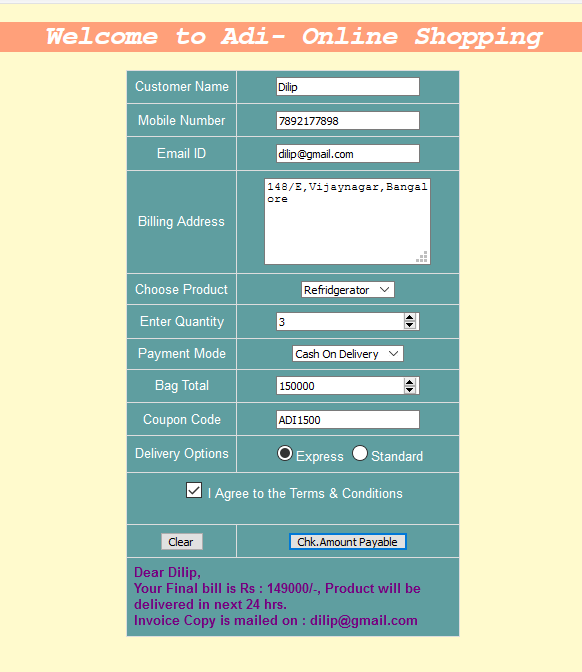 Welcome to Adi- Online Shopping
Customer Name Dilip
Mobile Number 7892177898
Email ID dilip@gmail.com
Billing Address 148/E,Vijaynagar,Bangal
ore
Choose Product Refridgerator
Enter Quantity 3
Payment Mode Cash On Delivery
Bag Total 150000
Coupon Code ADI1500
Delivery Options Express Standard
I Agree to the Terms & Conditions
Clear Chk.Amount Payable
Dear Dilip,
Your Final bill is Rs : 149000/-, Product will be
delivered in next 24 hrs.
Invoice Copy is mailed on : dilip@gmail.com